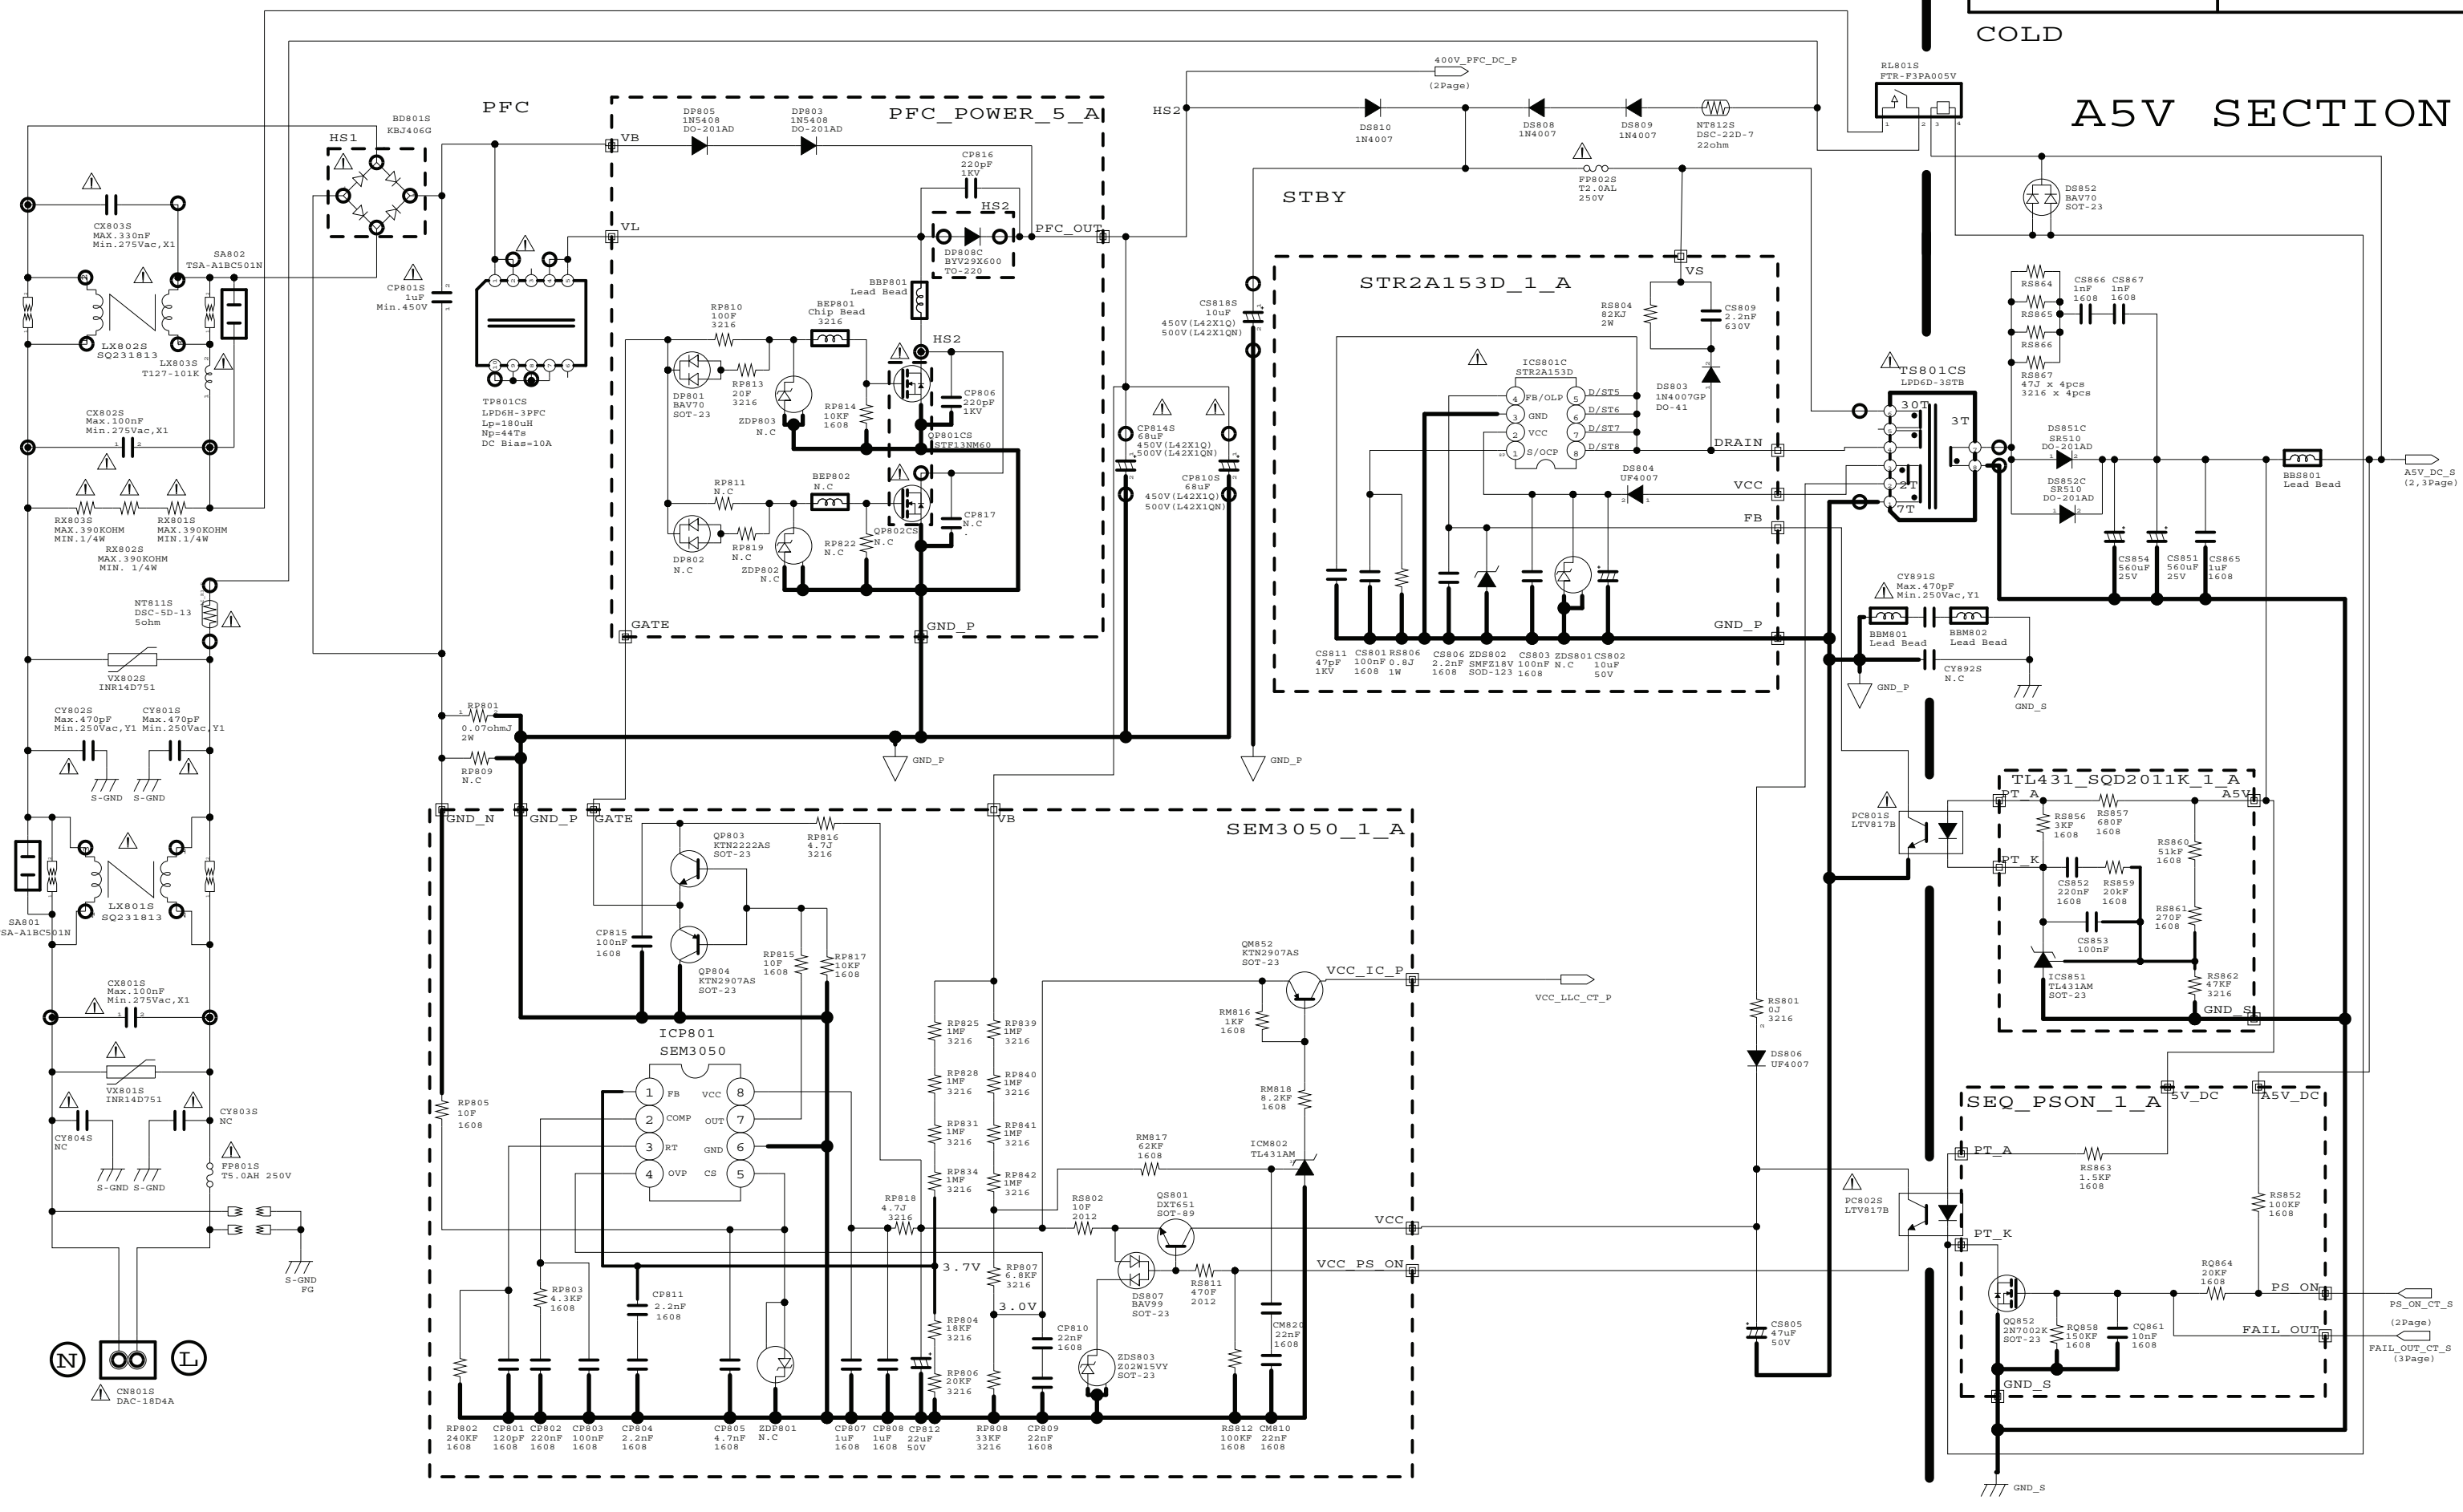 COLD
A5V SECTION
RL801S
FTR-F3PA005V
400V_PFC_DC_P
(2Page)
HS2
DS810
1N4007
DS808
1N4007
DS809
1N4007
NT812S
DSC-22D-7
22ohm
DS852
BAV70
SOT-23
PFC
PFC_POWER_5_A
BD801S
KBJ406G
HS1
VB
DP805
1N5408
DO-201AD
DP803
1N5408
DO-201AD
CP816
220pF
1KV
HS2
VL
PFC_OUT
DP808C
BYV29X600
TO-220
BBP801
Lead Bead
CX803S
MAX.330nF
Min.275Vac,X1
SA802
TSA-A1BC501N
LX802S
SQ231813
LX803S
T127-101K
CP801S
1uF
Min.450V
TP801CS
LPD6H-3PFC
Lp=180uH
Np=44Ts
DC Bias=10A
RP810
100F
3216
BEP801
Chip Bead
3216
HS2
DP801
BAV70
SOT-23
RP813
20F
3216
ZDP803
N.C
RP814
10KF
1608
CP806
220pF
1KV
QP801CS
STF13NM60
RP811
N.C
BEP802
N.C
DP802
N.C
RP819
N.C
ZDP802
N.C
RP822
N.C
QP802CS
N.C
CP817
N.C
GATE
GND_P
CP814S
68uF
450V(L42X1Q)
500V(L42X1QN)
CP810S
68uF
450V(L42X1Q)
500V(L42X1QN)
CS818S
10uF
450V(L42X1Q)
500V(L42X1QN)
STBY
FP802S
T2.0AL
250V
VS
STR2A153D_1_A
RS804
82KJ
2W
CS809
2.2nF
630V
DS803
1N4007GP
DO-41
ICS801C
STR2A153D
4 FB/OLP
3 GND
2 VCC
1 S/OCP
5 D/ST5
6 D/ST6
7 D/ST7
8 D/ST8
DRAIN
DS804
UF4007
VCC
FB
GND_P
CS811
47pF
1KV
CS801
100nF
1608
RS806
0.8J
1W
CS806
2.2nF
1608
ZDS802
SMFZ18V
SOD-123
CS803
100nF
1608
ZDS801
N.C
CS802
10uF
50V
TS801CS
LPD6D-3STB
30T
3T
2T
7T
RS864
RS865
RS866
RS867
47J x 4pcs
3216 x 4pcs
CS866
1nF
1608
CS867
1nF
1608
DS851C
SR510
DO-201AD
DS852C
SR510
DO-201AD
BBS801
Lead Bead
A5V_DC_S
(2,3Page)
CS854
560uF
25V
CS851
560uF
25V
CS865
1uF
1608
CY891S
Max.470pF
Min.250Vac,Y1
BBM801
Lead Bead
BBM802
Lead Bead
CY892S
N.C
GND_P
GND_S
CX802S
Max.100nF
Min.275Vac,X1
RX803S
MAX.390KOHM
MIN.1/4W
RX802S
MAX.390KOHM
MIN. 1/4W
RX801S
MAX.390KOHM
MIN.1/4W
NT811S
DSC-5D-13
5ohm
VX802S
INR14D751
CY802S
Max.470pF
Min.250Vac,Y1
CY801S
Max.470pF
Min.250Vac,Y1
S-GND
S-GND
RP801
0.07ohmJ
2W
RP809
N.C
GND_P
GND_P
LX801S
SQ231813
SA801
SA-A1BC501N
CX801S
Max.100nF
Min.275Vac,X1
VX801S
INR14D751
CY804S
NC
CY803S
NC
S-GND
S-GND
FP801S
T5.0AH 250V
S-GND
FG
N
L
CN801S
DAC-18D4A
GND_N
GND_P
GATE
VB
SEM3050_1_A
QP803
KTN2222AS
SOT-23
RP816
4.7J
3216
CP815
100nF
1608
QP804
KTN2907AS
SOT-23
RP815
10F
1608
RP817
10KF
1608
ICP801
SEM3050
1 FB
2 COMP
3 RT
4 OVP
VCC 8
OUT 7
GND 6
CS 5
RP805
10F
1608
RP825
1MF
3216
RP839
1MF
3216
RP828
1MF
3216
RP840
1MF
3216
RP831
1MF
3216
RP841
1MF
3216
RP834
1MF
3216
RP842
1MF
3216
QM852
KTN2907AS
SOT-23
VCC_IC_P
VCC_LLC_CT_P
RM816
1KF
1608
RM818
8.2KF
1608
RM817
62KF
1608
ICM802
TL431AM
RP818
4.7J
3216
RS802
10F
2012
QS801
DXT651
SOT-89
VCC
VCC_PS_ON
3.7V
3.0V
RP807
6.8KF
3216
DS807
BAV99
SOT-23
RS811
470F
2012
RP803
4.3KF
1608
CP811
2.2nF
1608
RP804
18KF
3216
RP806
20KF
3216
CP810
22nF
1608
ZDS803
Z02W15VY
SOT-23
CM820
22nF
1608
RP802
240KF
1608
CP801
120pF
1608
CP802
220nF
1608
CP803
100nF
1608
CP804
2.2nF
1608
CP805
4.7nF
1608
ZDP801
N.C
CP807
1uF
1608
CP808
1uF
1608
CP812
22uF
50V
RP808
33KF
3216
CP809
22nF
1608
RS812
100KF
1608
CM810
22nF
1608
RS801
0J
3216
DS806
UF4007
CS805
47uF
50V
PC801S
LTV817B
TL431_SQD2011K_1_A
PT_A
A5V
RS856
3KF
1608
RS857
680F
1608
RS860
51kF
1608
PT_K
CS852
220nF
1608
RS859
20kF
1608
RS861
270F
1608
CS853
100nF
ICS851
TL431AM
SOT-23
RS862
47KF
3216
GND_S
SEQ_PSON_1_A
5V_DC
A5V_DC
PT_A
RS863
1.5KF
1608
PC802S
LTV817B
RS852
100KF
1608
PT_K
RQ864
20KF
1608
PS_ON
PS_ON_CT_S
(2Page)
QQ852
2N7002K
SOT-23
RQ858
150KF
1608
CQ861
10nF
1608
FAIL_OUT
FAIL_OUT_CT_S
(3Page)
GND_S
GND_S